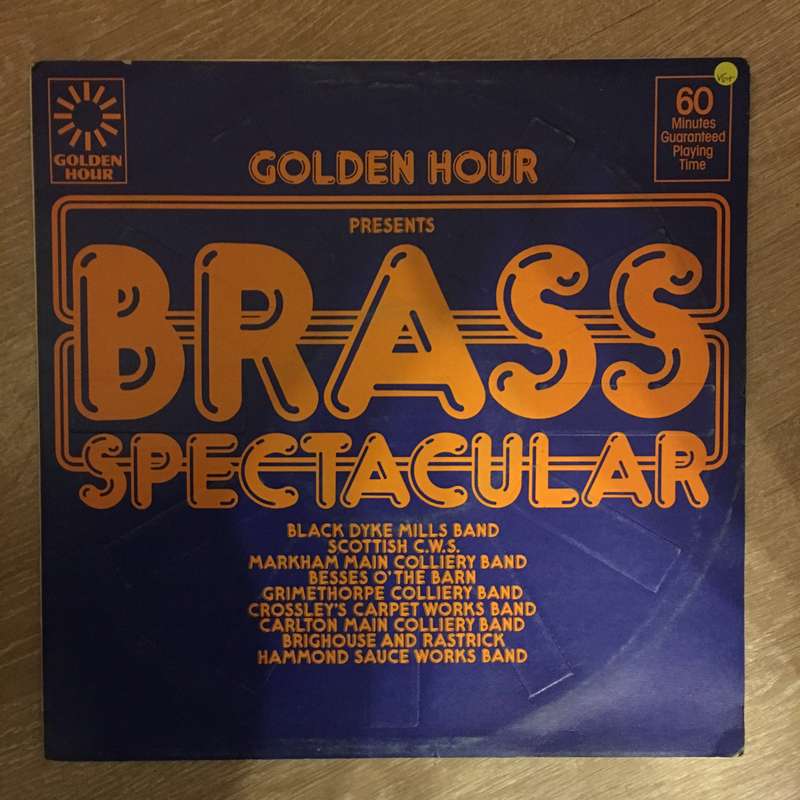 GOLDEN
HOUR
60
Minutes
Guaranteed
Playing
Time
VG+
GOLDEN HOUR
PRESENTS
BRASS
SPECTACULAR
BLACK DYKE MILLS BAND
SCOTTISH C.W.S.
MARKHAM MAIN COLLIERY BAND
BESSES O' THE BARN
GRIMETHORPE COLLIERY BAND
CROSSLEY'S CARPET WORKS BAND
CARLTON MAIN COLLIERY BAND
BRIGHOUSE AND RASTRICK
HAMMOND SAUCE WORKS BAND